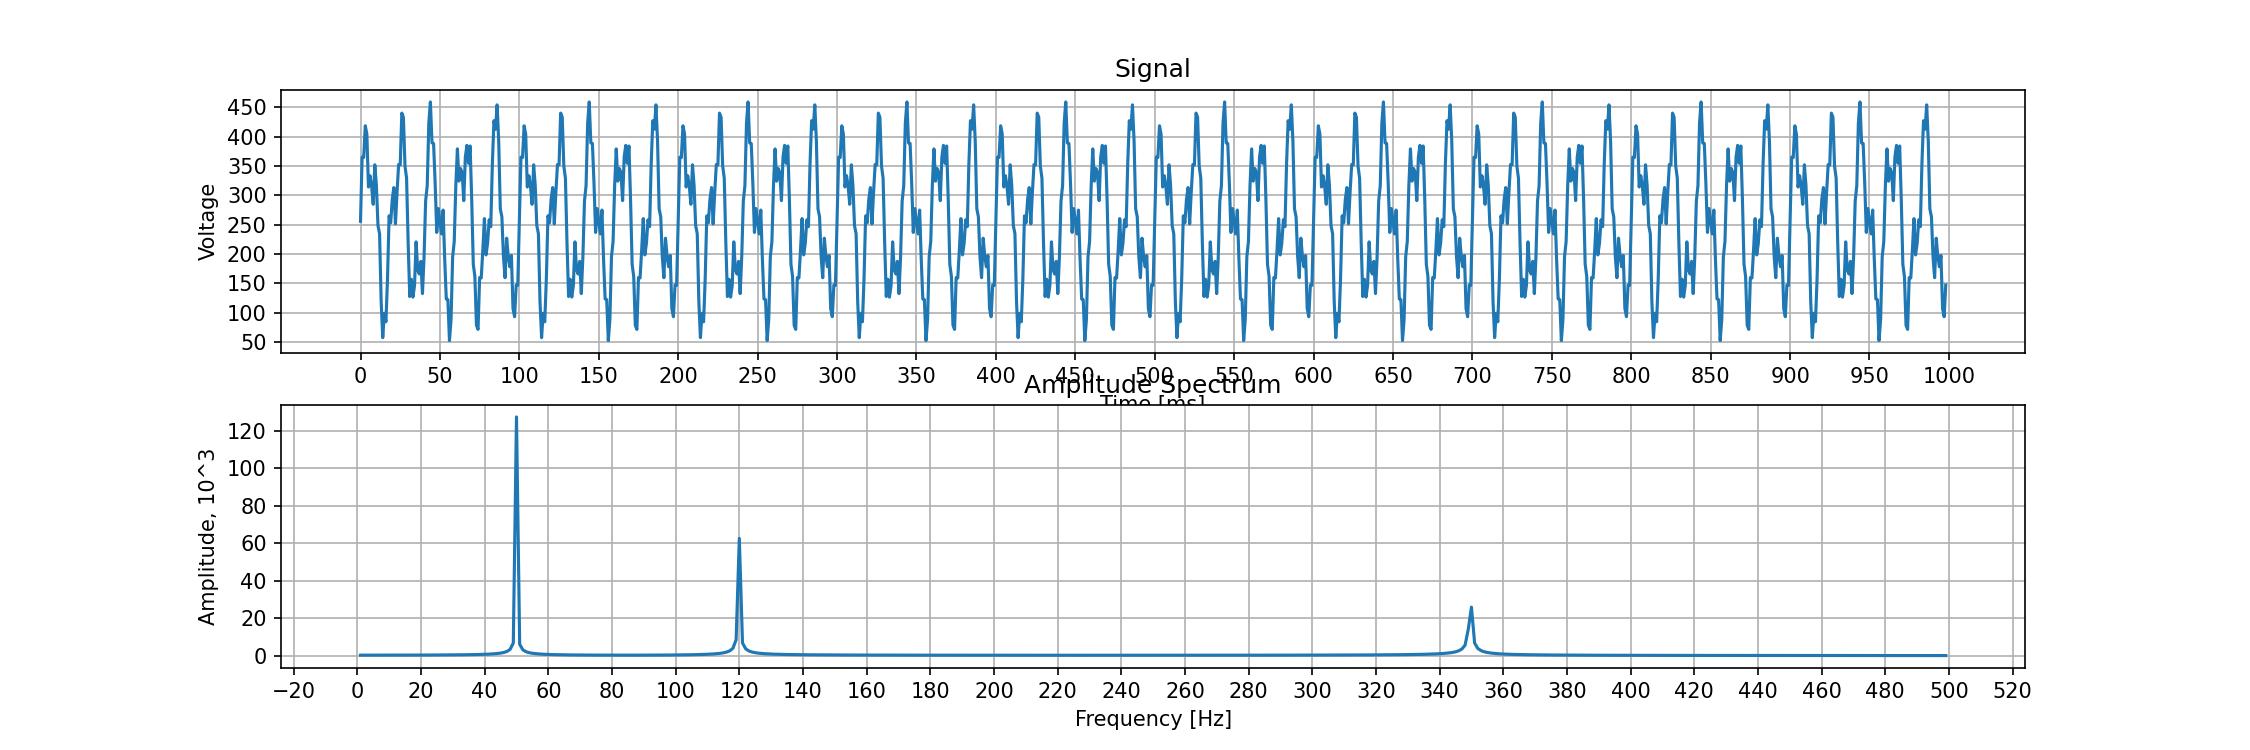 Signal
Voltage
450
400
350
300
250
200
150
100
50
0 50 100 150 200 250 300 350 400 450 500 550 600 650 700 750 800 850 900 950 1000
Time [ms]
Amplitude Spectrum
Amplitude, 10^3
120
100
80
60
40
20
0
−20 0 20 40 60 80 100 120 140 160 180 200 220 240 260 280 300 320 340 360 380 400 420 440 460 480 500 520
Frequency [Hz]